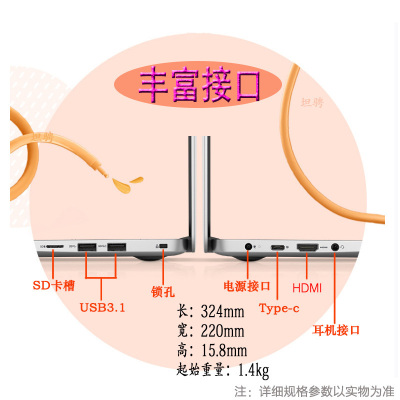 丰富接口
SD卡槽
USB3.1
锁孔
电源接口
Type-c
HDMI
耳机接口
长：324mm
宽：220mm
高：15.8mm
起始重量：1.4kg
注：详细规格参数以实物为准